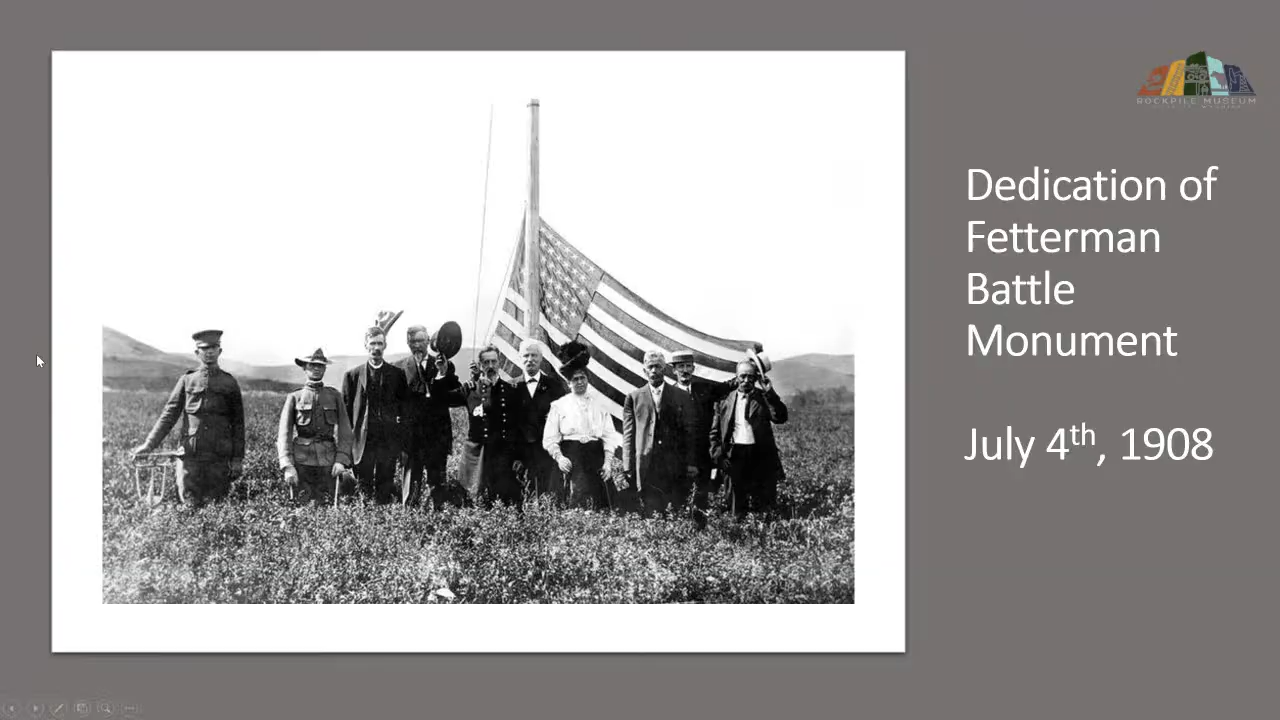 ROCKPILE MUSEUM
Dedication of
Fetterman
Battle
Monument
July 4th, 1908